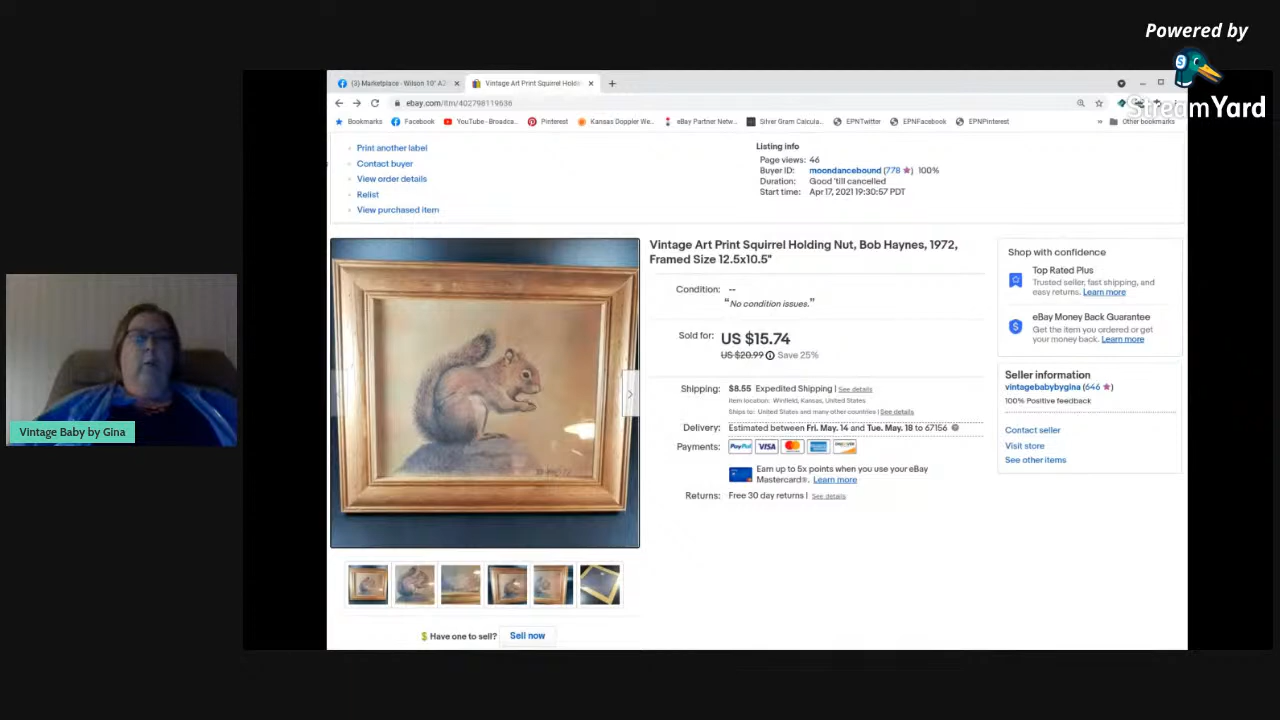 Powered by
StreamYard
(3) Marketplace - Wilson 10" A2
Vintage Art Print Squirrel Holdi
ebay.com/itm/402798119636
Bookmarks
Facebook
YouTube - Broadca...
Pinterest
Kansas Doppler We...
eBay Partner Netw...
Silver Gram Calcula...
EPNTwitter
EPNFacebook
EPNPinterest
»
Other bookmarks
Print another label
Contact buyer
View order details
Relist
View purchased item
Listing info
Page views: 46
Buyer ID: moondancebound (778 ) 100%
Duration: Good 'till cancelled
Start time: Apr 17, 2021 19:30:57 PDT
Vintage Art Print Squirrel Holding Nut, Bob Haynes, 1972,
Framed Size 12.5x10.5"
Condition: --
"No condition issues."
Sold for: US $15.74
US $20.99 Save 25%
Shipping: $8.55 Expedited Shipping | See details
Item location: Winfield, Kansas, United States
Ships to: United States and many other countries | See details
Delivery: Estimated between Fri. May. 14 and Tue. May. 18 to 67156
Payments: PayPal VISA
Earn up to 5x points when you use your eBay
Mastercard®. Learn more
Returns: Free 30 day returns | See details
Shop with confidence
Top Rated Plus
Trusted seller, fast shipping, and
easy returns. Learn more
eBay Money Back Guarantee
Get the item you ordered or get
your money back. Learn more
Seller information
vintagebabybygina (646 )
100% Positive feedback
Contact seller
Visit store
See other items
Have one to sell? Sell now
Vintage Baby by Gina